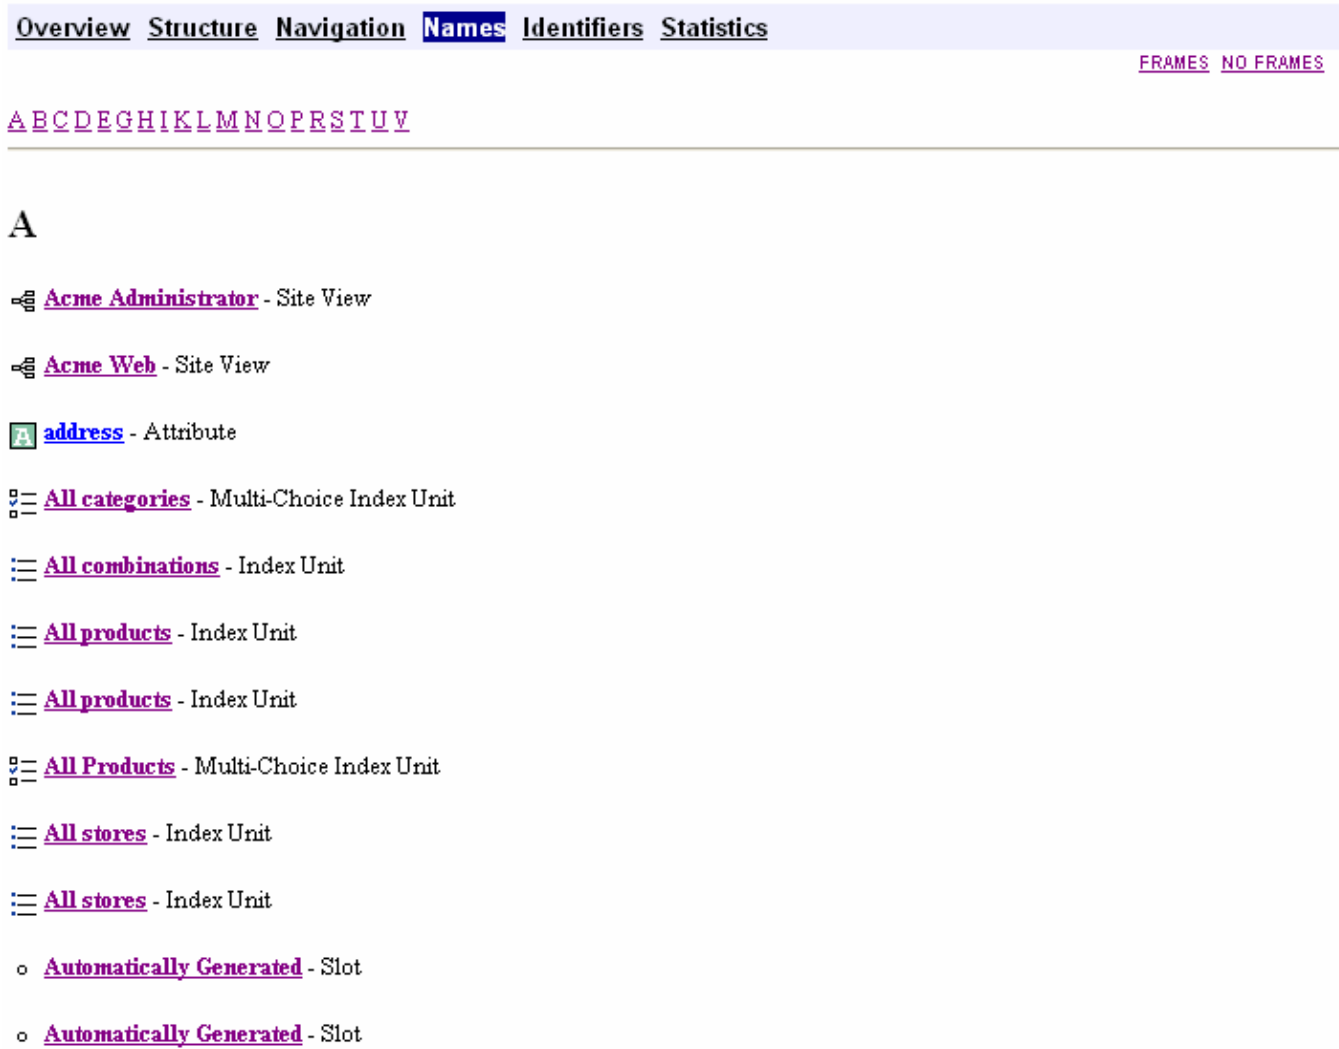 Overview Structure Navigation Names Identifiers Statistics
FRAMES NO FRAMES
A B C D E G H I K L M N O P R S T U V
A
Acme Administrator - Site View
Acme Web - Site View
A address - Attribute
All categories - Multi-Choice Index Unit
All combinations - Index Unit
All products - Index Unit
All products - Index Unit
All Products - Multi-Choice Index Unit
All stores - Index Unit
All stores - Index Unit
Automatically Generated - Slot
Automatically Generated - Slot